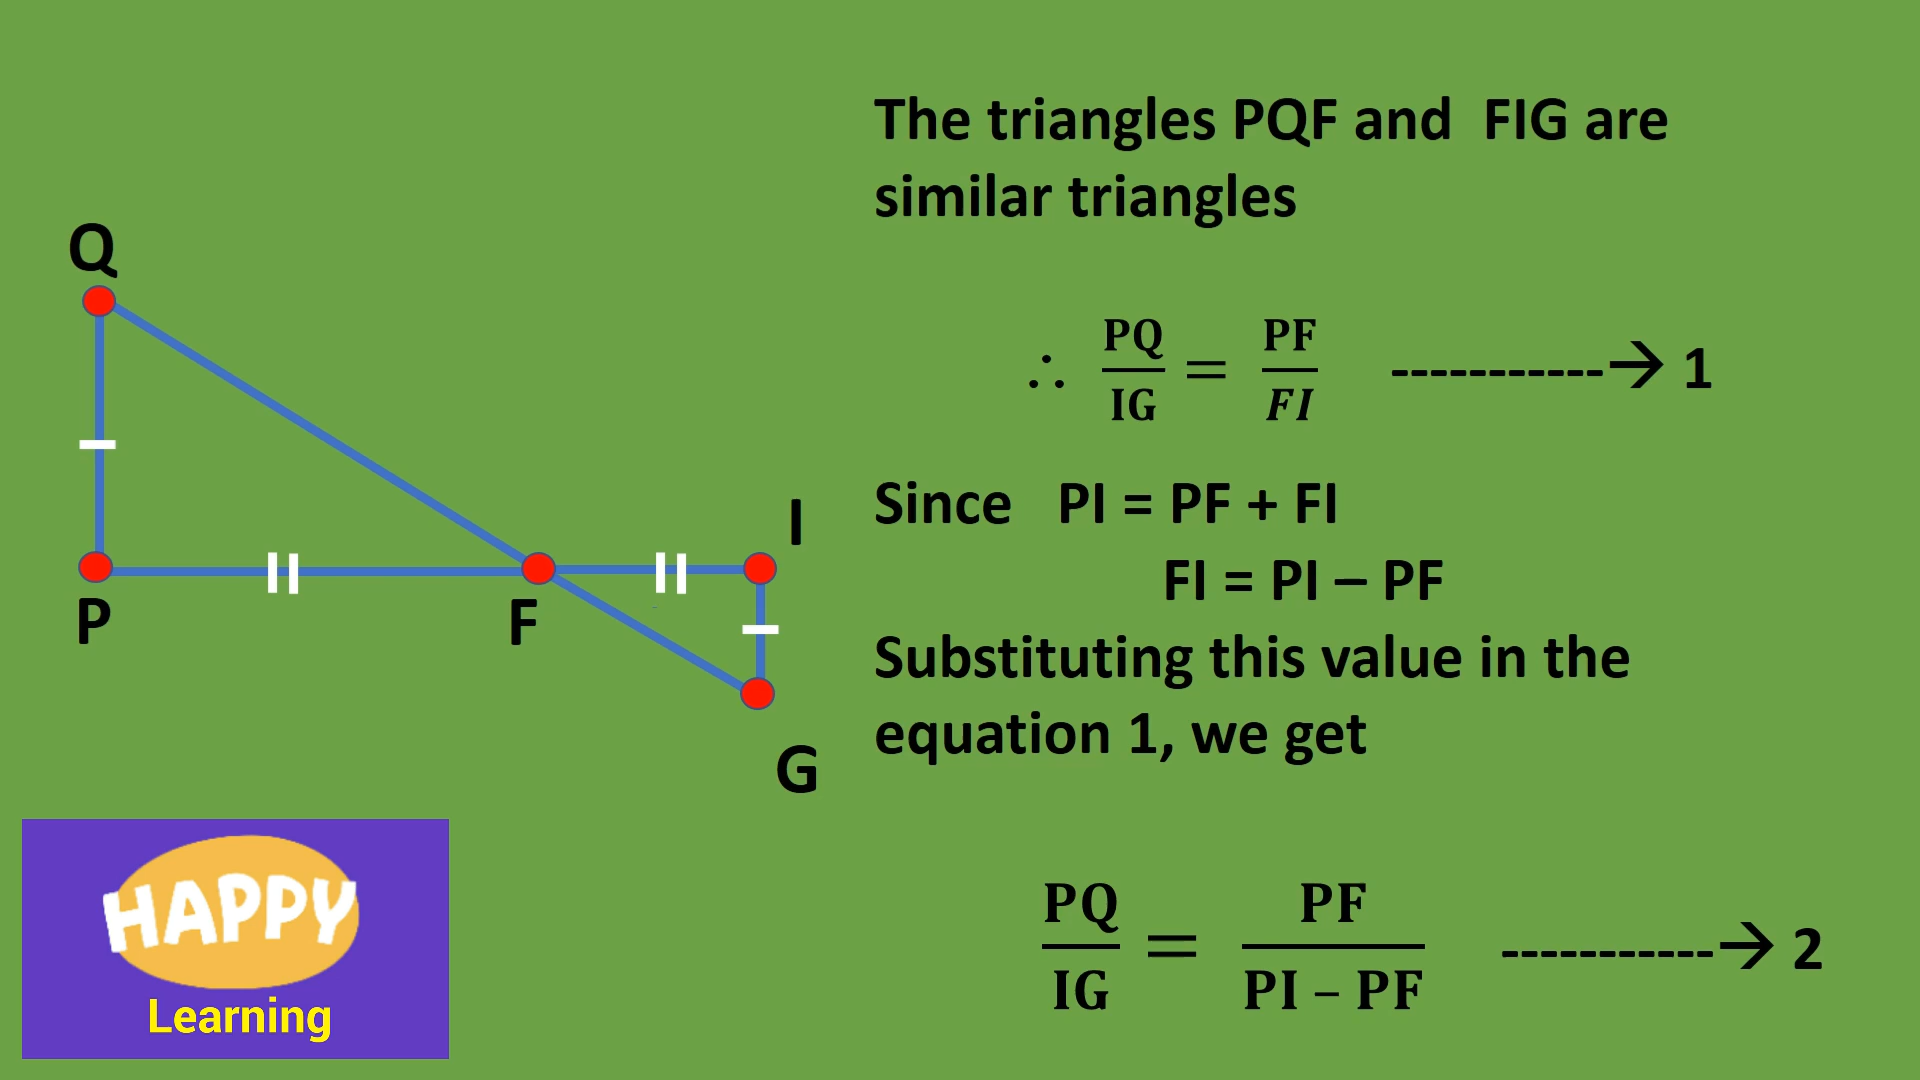 The triangles PQF and FIG are
similar triangles
∴ PQ/IG = PF/FI -----------→ 1
Since PI = PF + FI
FI = PI – PF
Substituting this value in the
equation 1, we get
PQ/IG = PF/(PI – PF) -----------→ 2
Q
P
F
I
G
HAPPY
Learning